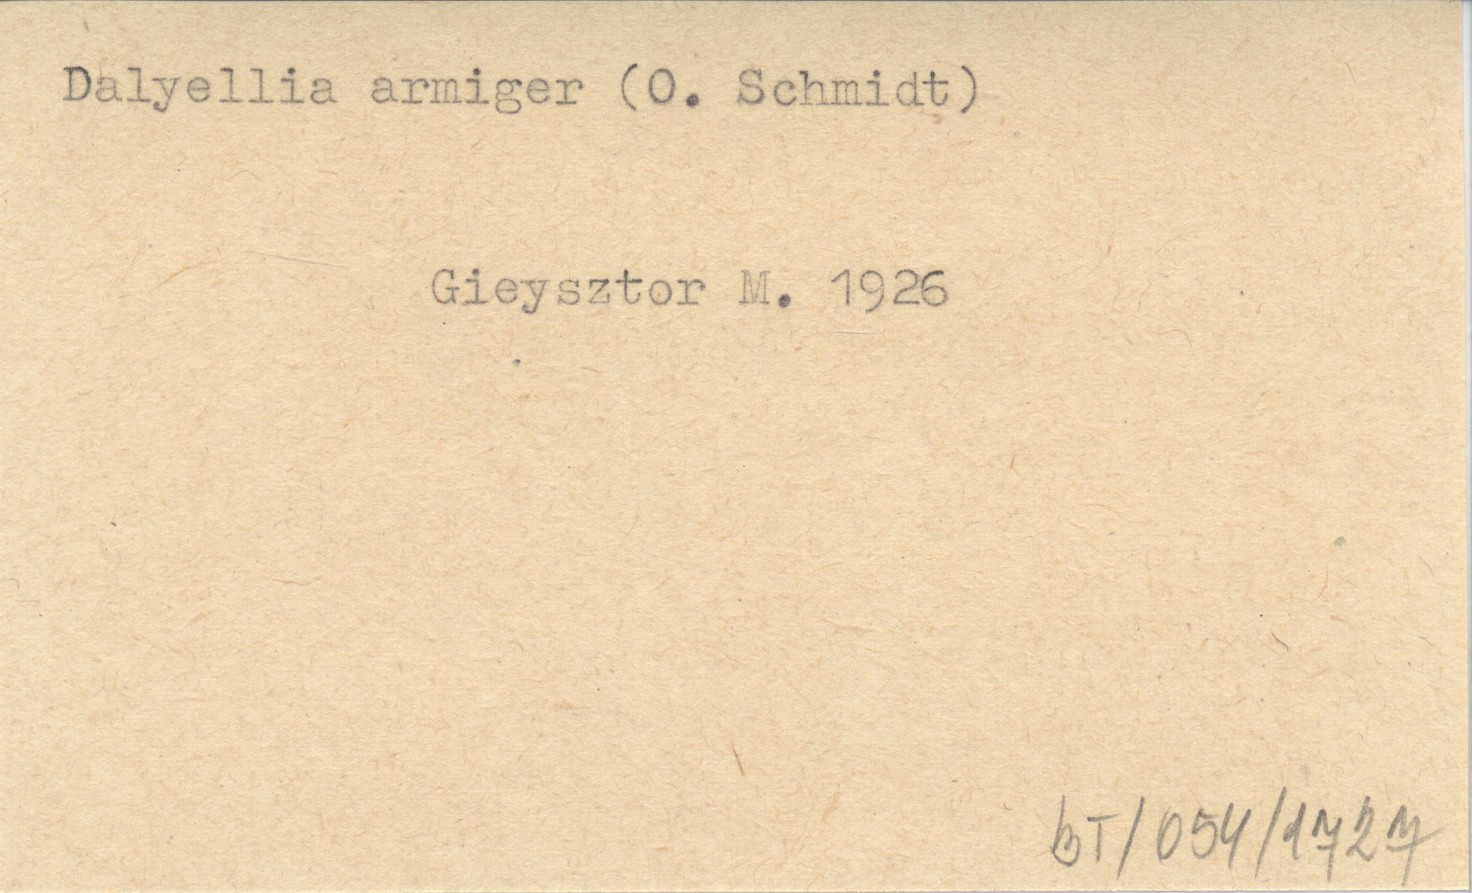 Dalyellia armiger (O. Schmidt)
Gieysztor M. 1926
bT/054/1727